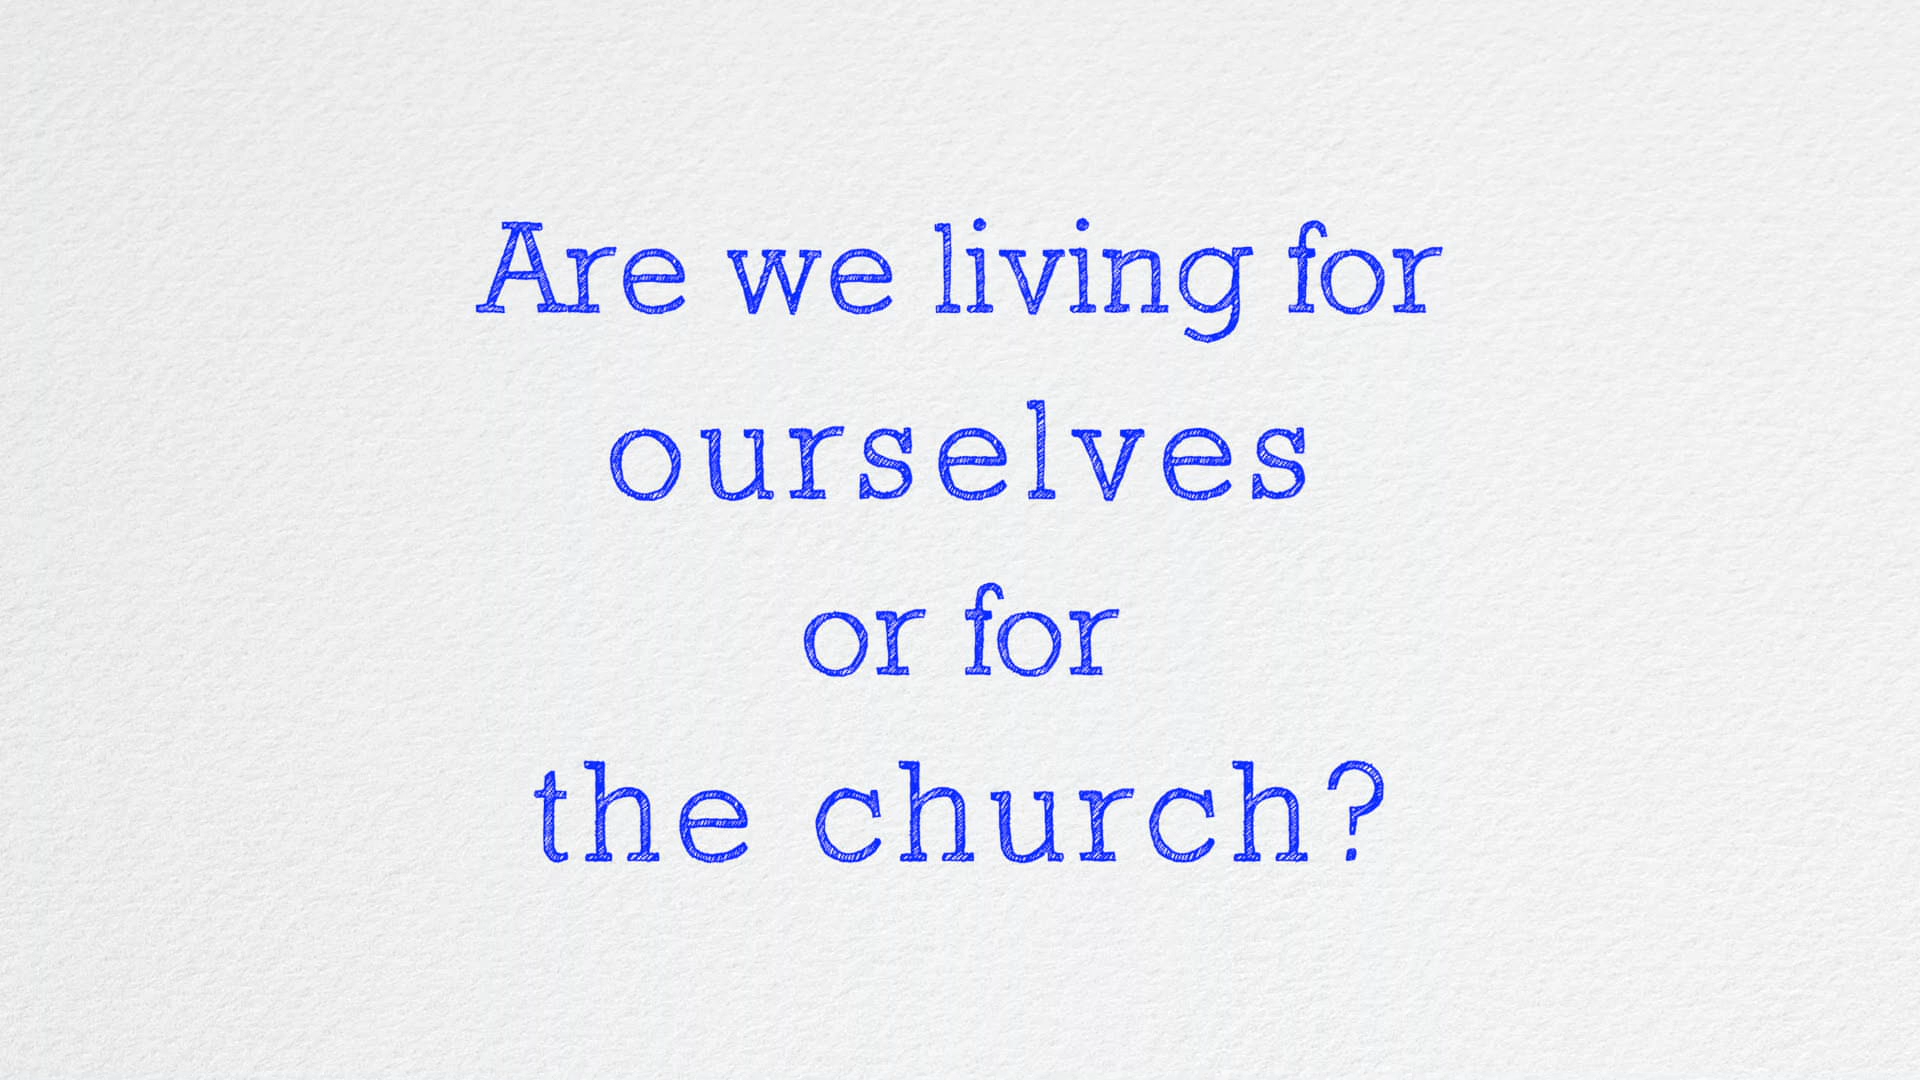 Are we living for
ourselves
or for
the church?